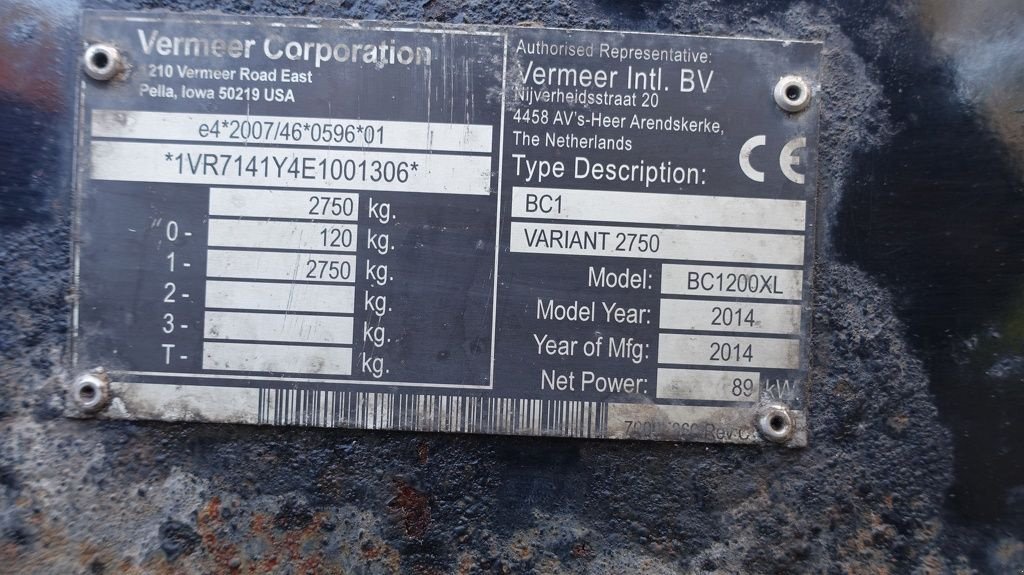 Vermeer Corporation
1210 Vermeer Road East
Pella, Iowa 50219 USA
e4*2007/46*0596*01
*1VR7141Y4E1001306*
2750 kg.
0- 120 kg.
1- 2750 kg.
2- kg.
3- kg.
T- kg.
Authorised Representative:
Vermeer Intl. BV
Nijverheidsstraat 20
4458 AV's-Heer Arendskerke,
The Netherlands
CE
Type Description:
BC1
VARIANT 2750
Model: BC1200XL
Model Year: 2014
Year of Mfg: 2014
Net Power: 89 kW
Rev